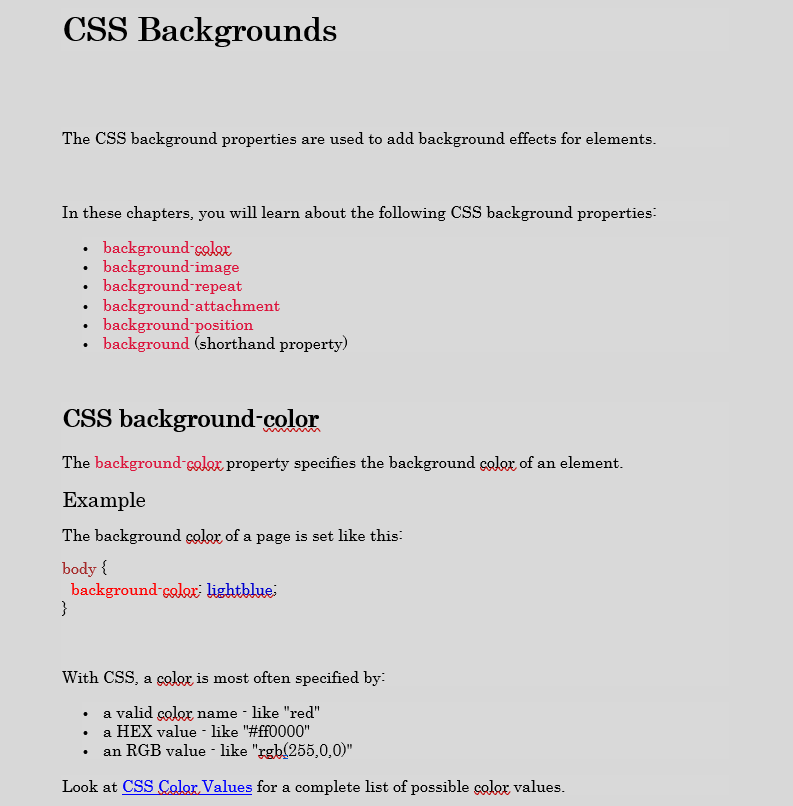 CSS Backgrounds
The CSS background properties are used to add background effects for elements.
In these chapters, you will learn about the following CSS background properties:
• background-color
• background-image
• background-repeat
• background-attachment
• background-position
• background (shorthand property)
CSS background-color
The background-color property specifies the background color of an element.
Example
The background color of a page is set like this:
body {
  background-color: lightblue;
}
With CSS, a color is most often specified by:
• a valid color name - like "red"
• a HEX value - like "#ff0000"
• an RGB value - like "rgb(255,0,0)"
Look at CSS Color Values for a complete list of possible color values.